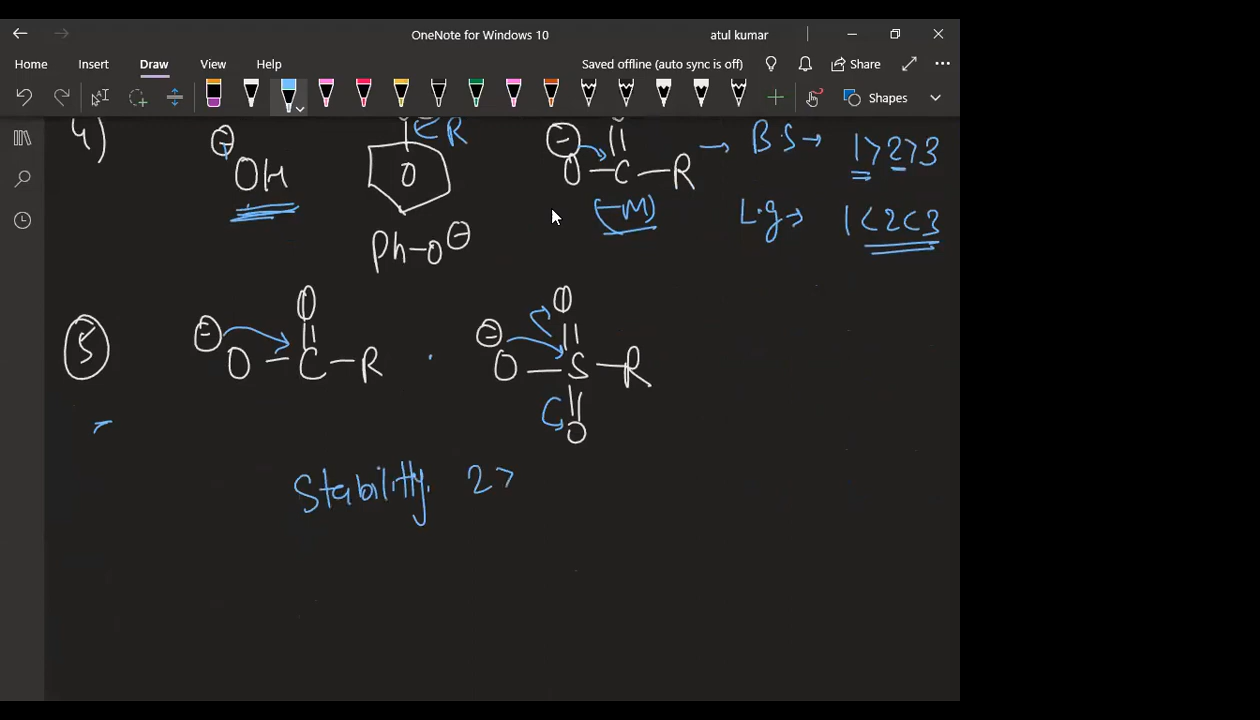 OneNote for Windows 10
atul kumar
Home Insert Draw View Help
Saved offline (auto sync is off)
Share
Shapes
4)
⊖
OH
O
ER
Ph-O⊖
⊖
O-C-R
(-M)
→ B.S → 1>2>3
L.g → 1<2<3
5
⊖
O
O-C-R
⊖
O
O-S-R
O
Stability. 2>